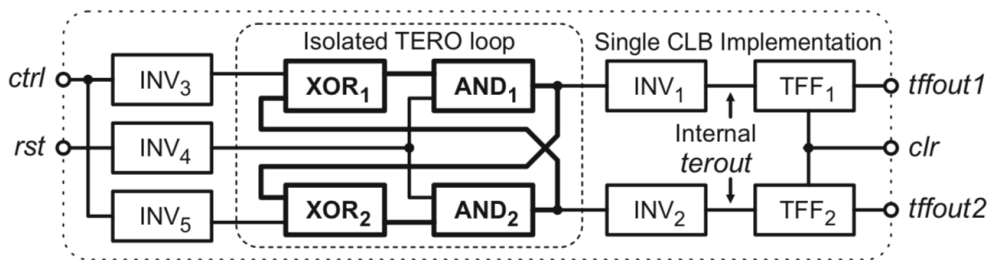 Isolated TERO loop Single CLB Implementation
ctrl INV3 XOR1 AND1 INV1 TFF1 tffout1
rst INV4 Internal terout clr
INV5 XOR2 AND2 INV2 TFF2 tffout2